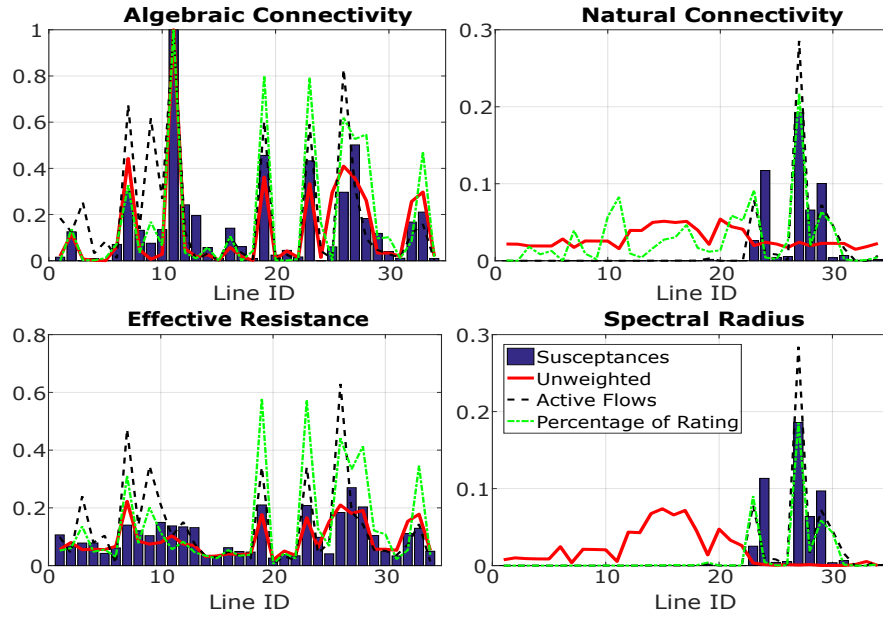 Algebraic Connectivity
1
0.8
0.6
0.4
0.2
0
0 10 20 30
Line ID
Natural Connectivity
0.3
0.2
0.1
0
0 10 20 30
Line ID
Effective Resistance
0.8
0.6
0.4
0.2
0
0 10 20 30
Line ID
Spectral Radius
0.3
0.2
0.1
0
Susceptances
Unweighted
Active Flows
Percentage of Rating
0 10 20 30
Line ID